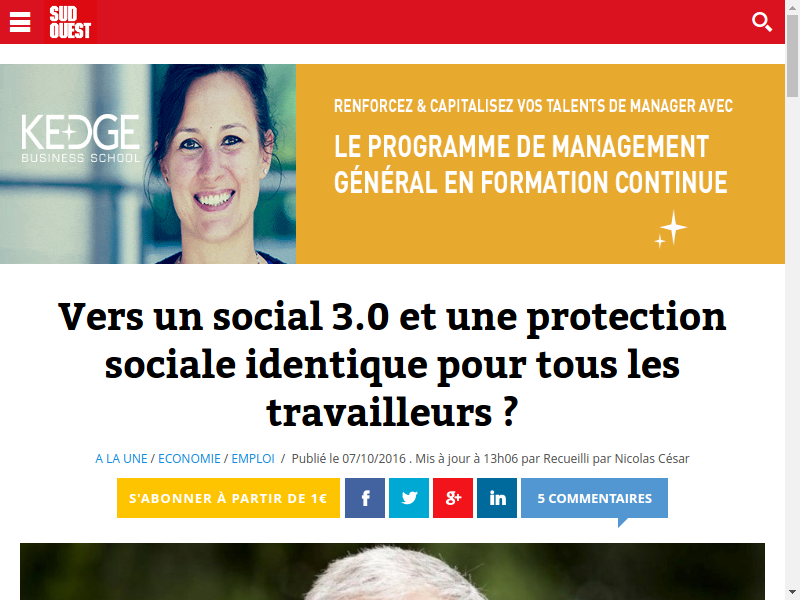 SUD
OUEST
KEDGE
BUSINESS SCHOOL
RENFORCEZ & CAPITALISEZ VOS TALENTS DE MANAGER AVEC
LE PROGRAMME DE MANAGEMENT
GÉNÉRAL EN FORMATION CONTINUE
Vers un social 3.0 et une protection
sociale identique pour tous les
travailleurs ?
A LA UNE / ECONOMIE / EMPLOI / Publié le 07/10/2016 . Mis à jour à 13h06 par Recueilli par Nicolas César
S'ABONNER À PARTIR DE 1€
f
g+
in
5 COMMENTAIRES